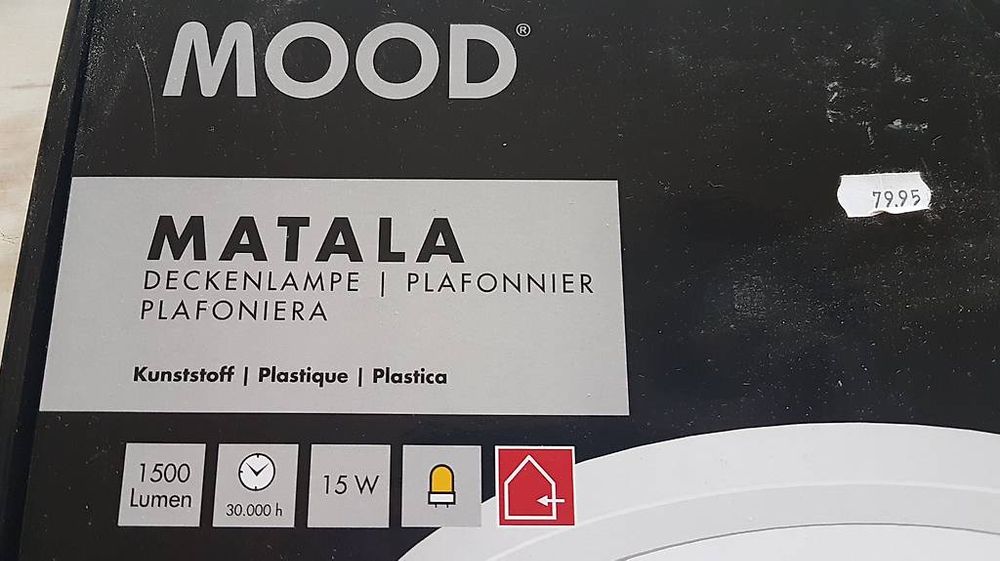 MOOD®
79.95
MATALA
DECKENLAMPE | PLAFONNIER
PLAFONIERA
Kunststoff | Plastique | Plastica
1500
Lumen
30.000 h
15 W